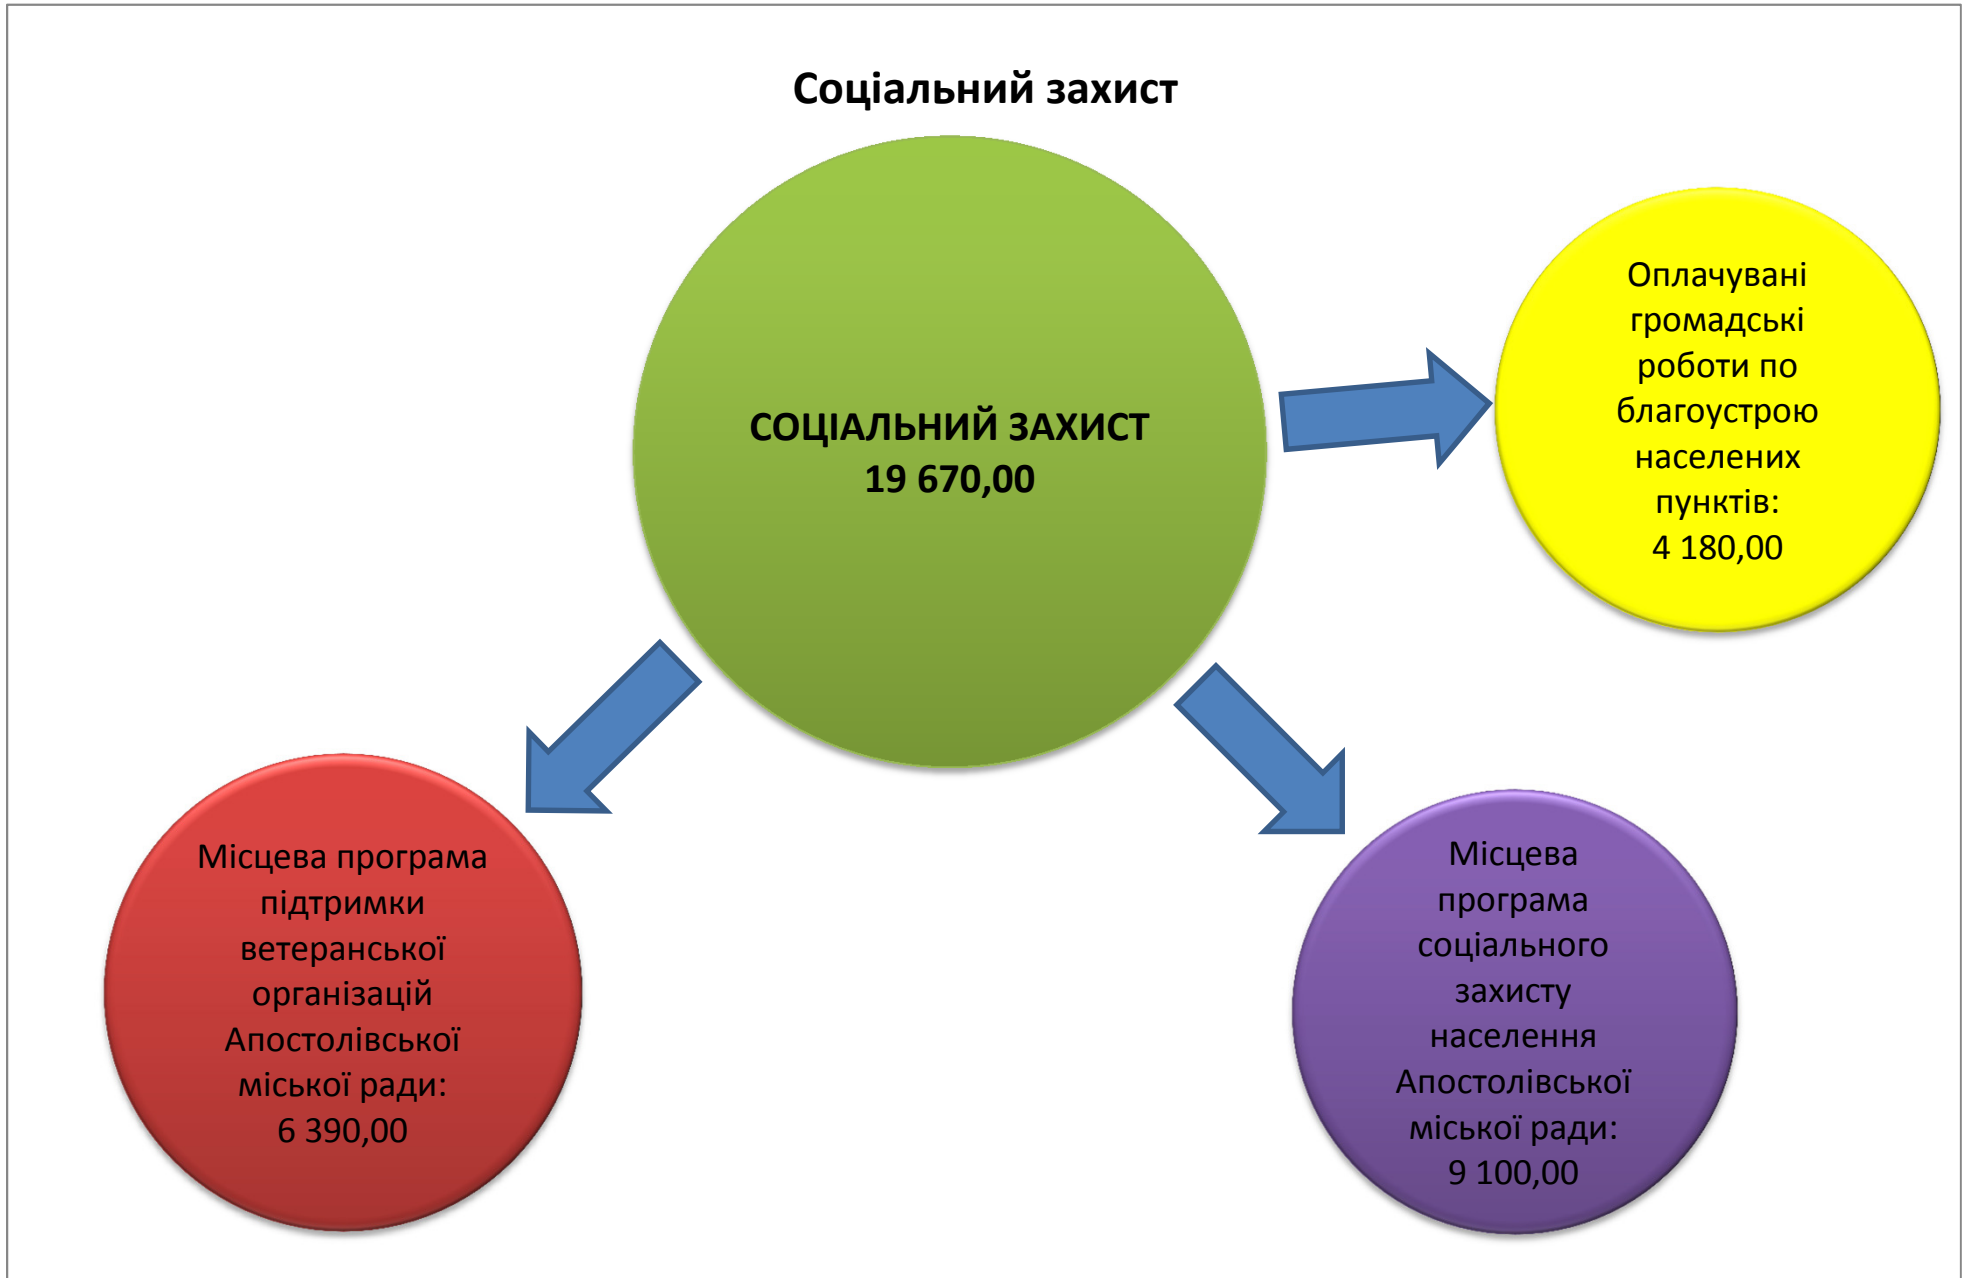 Соціальний захист
СОЦІАЛЬНИЙ ЗАХИСТ
19 670,00
Оплачувані
громадські
роботи по
благоустрою
населених
пунктів:
4 180,00
Місцева програма
підтримки
ветеранської
організацій
Апостолівської
міської ради:
6 390,00
Місцева
програма
соціального
захисту
населення
Апостолівської
міської ради:
9 100,00